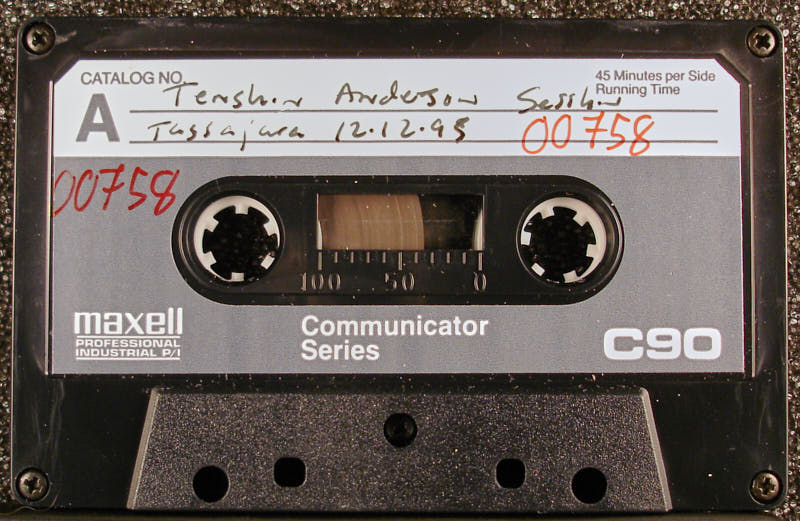 CATALOG NO. Tenshin Anderson Sesshin
45 Minutes per Side
Running Time
A
Tassajara 12.12.95
00758
00758
100 50 0
maxell
PROFESSIONAL
INDUSTRIAL P/I
Communicator
Series
C90